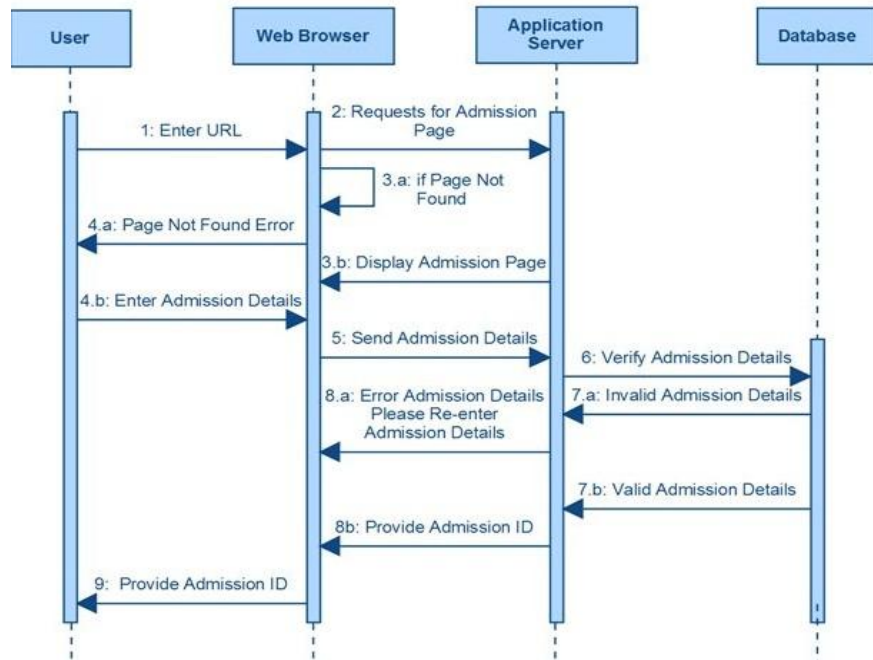 User
Web Browser
Application
Server
Database
1: Enter URL
2: Requests for Admission
Page
3.a: if Page Not
Found
4.a: Page Not Found Error
3.b: Display Admission Page
4.b: Enter Admission Details
5: Send Admission Details
6: Verify Admission Details
7.a: Invalid Admission Details
8.a: Error Admission Details
Please Re-enter
Admission Details
7.b: Valid Admission Details
8b: Provide Admission ID
9: Provide Admission ID